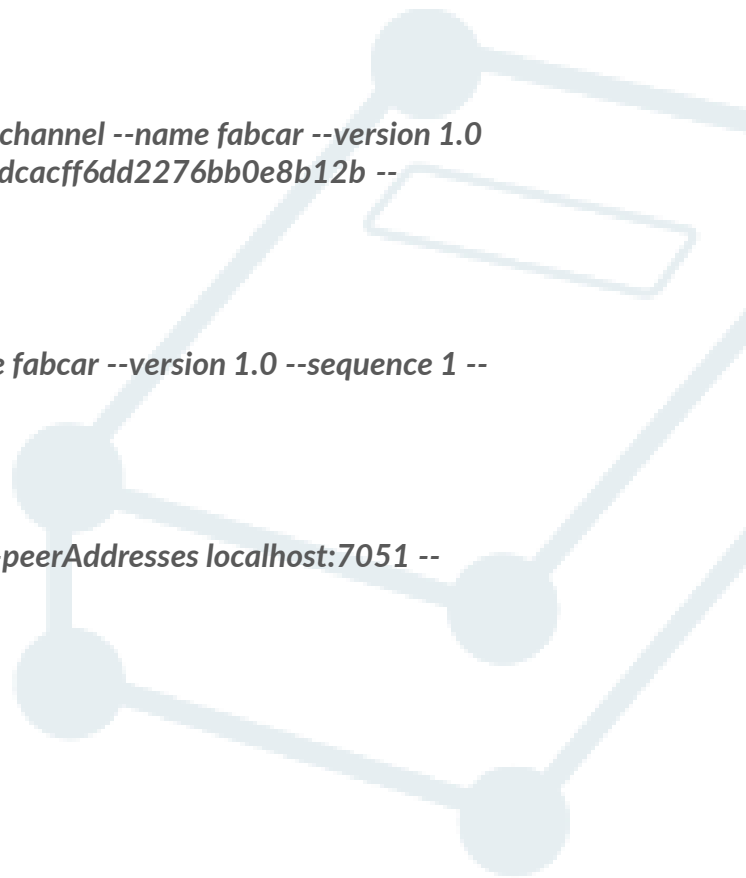 channel --name fabcar --version 1.0
dcacff6dd2276bb0e8b12b --
fabcar --version 1.0 --sequence 1 --
peerAddresses localhost:7051 --